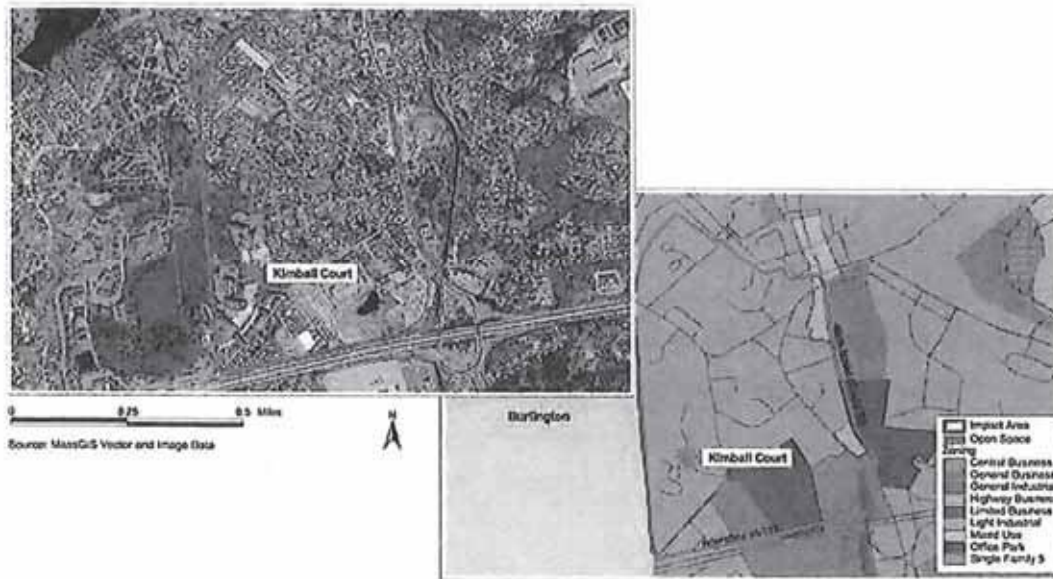 Kimball Court
0 0.25 0.5 Miles
N
Source: MassGIS Vector and Image Data
Burlington
Kimball Court
Impact Area
Open Space
Zoning
Central Business
General Business
General Industrial
Highway Business
Limited Business
Light Industrial
Mixed Use
Office Park